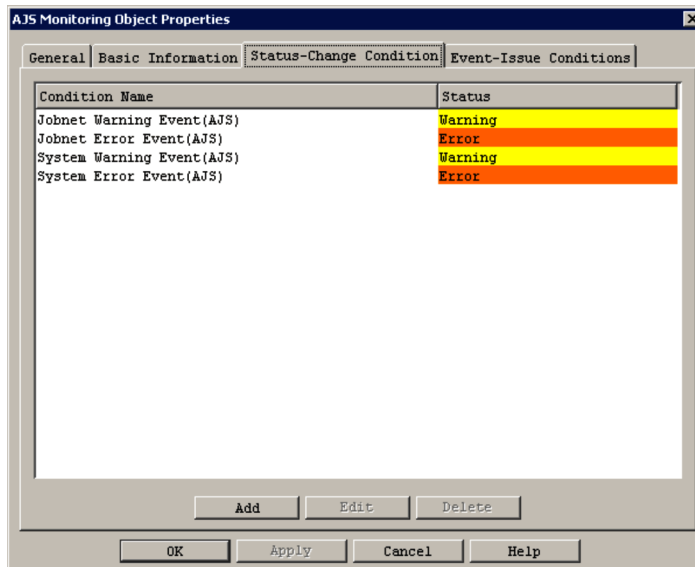 AJS Monitoring Object Properties
General Basic Information Status-Change Condition Event-Issue Conditions
Condition Name Status
Jobnet Warning Event(AJS) Warning
Jobnet Error Event(AJS) Error
System Warning Event(AJS) Warning
System Error Event(AJS) Error
Add Edit Delete
OK Apply Cancel Help